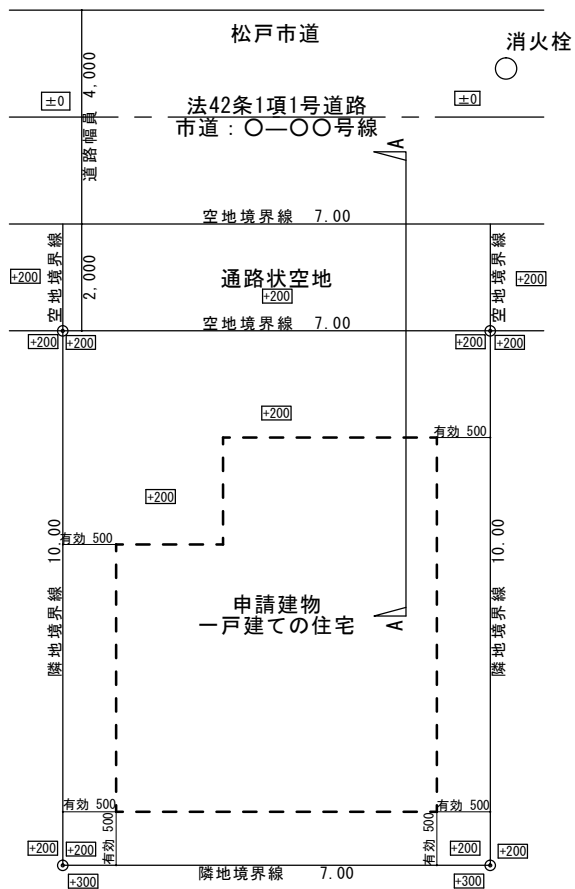 松戸市道
消火栓
道路幅員 4,000
±0
±0
法42条1項1号道路
市道：〇―〇〇号線
A
空地境界線 7.00
空地境界線
+200
2,000
通路状空地
+200
空地境界線
+200
空地境界線 7.00
+200
+200
+200
+200
+200
有効 500
+200
有効 500
隣地境界線 10.00
隣地境界線 10.00
申請建物
一戸建ての住宅
A
有効 500
有効 500
有効 500
有効 500
+200
+200
+200
+200
隣地境界線 7.00
+300
+300